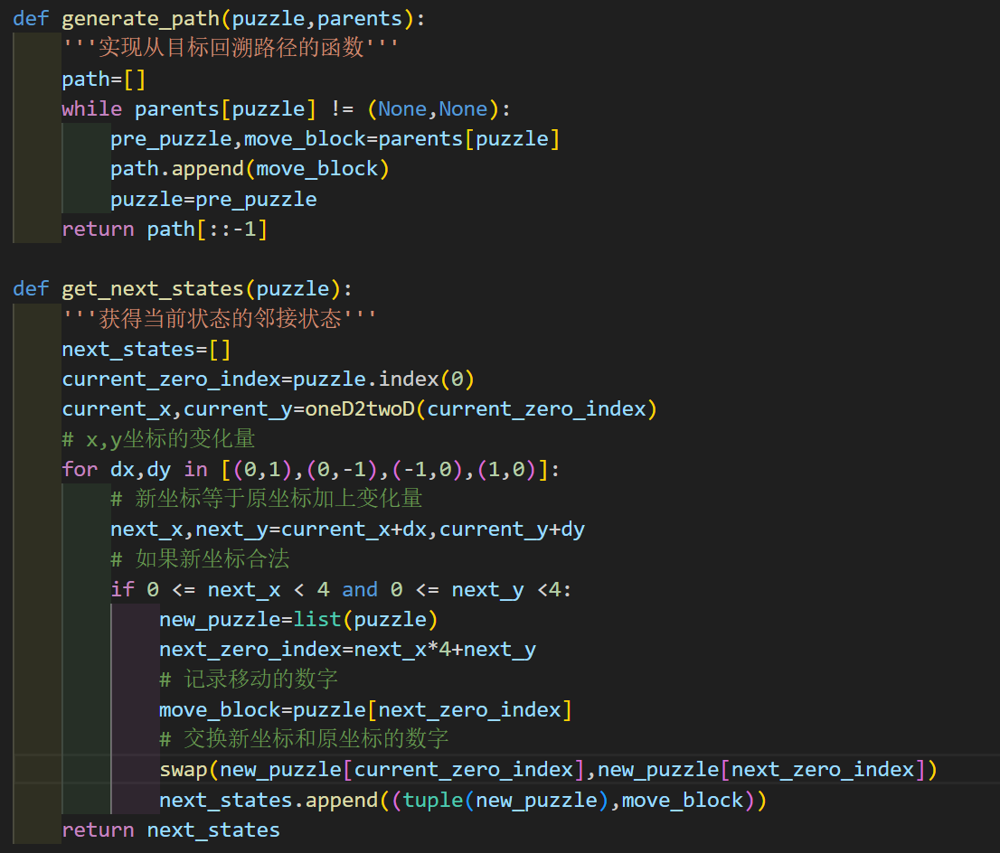 def generate_path(puzzle,parents):
    '''实现从目标回溯路径的函数'''
    path=[]
    while parents[puzzle] != (None,None):
        pre_puzzle,move_block=parents[puzzle]
        path.append(move_block)
        puzzle=pre_puzzle
    return path[::-1]

def get_next_states(puzzle):
    '''获得当前状态的邻接状态'''
    next_states=[]
    current_zero_index=puzzle.index(0)
    current_x,current_y=oneD2twoD(current_zero_index)
    # x,y坐标的变化量
    for dx,dy in [(0,1),(0,-1),(-1,0),(1,0)]:
        # 新坐标等于原坐标加上变化量
        next_x,next_y=current_x+dx,current_y+dy
        # 如果新坐标合法
        if 0 <= next_x < 4 and 0 <= next_y <4:
            new_puzzle=list(puzzle)
            next_zero_index=next_x*4+next_y
            # 记录移动的数字
            move_block=puzzle[next_zero_index]
            # 交换新坐标和原坐标的数字
            swap(new_puzzle[current_zero_index],new_puzzle[next_zero_index])
            next_states.append((tuple(new_puzzle),move_block))
    return next_states